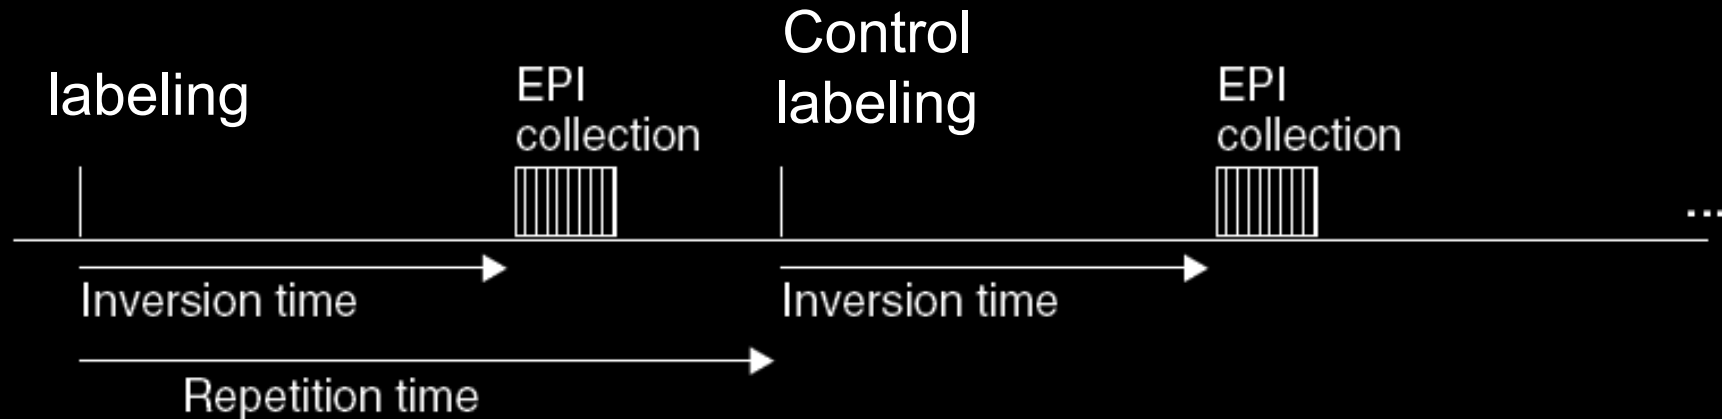 labeling
EPI
collection
Control
labeling
EPI
collection
...
Inversion time
Inversion time
Repetition time